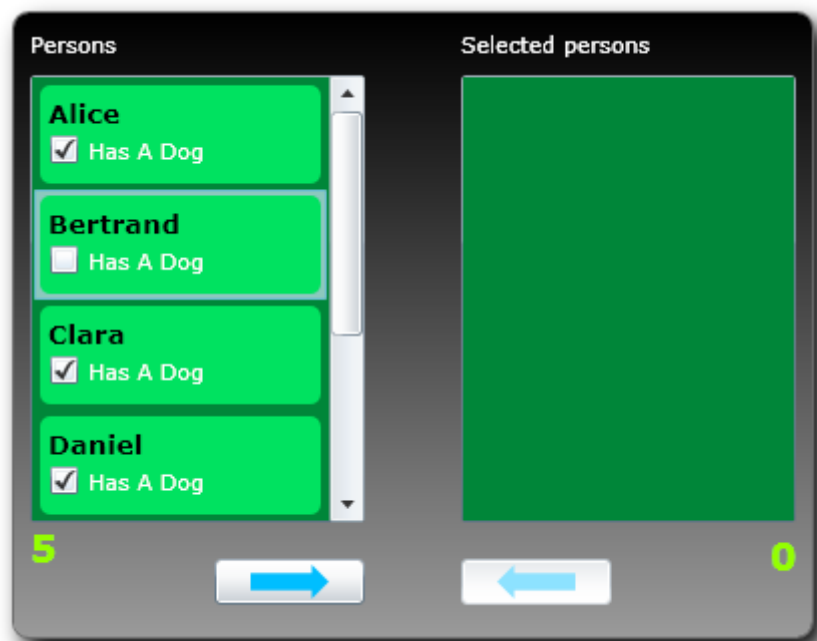 Persons
Selected persons
Alice
Has A Dog
Bertrand
Has A Dog
Clara
Has A Dog
Daniel
Has A Dog
5
0